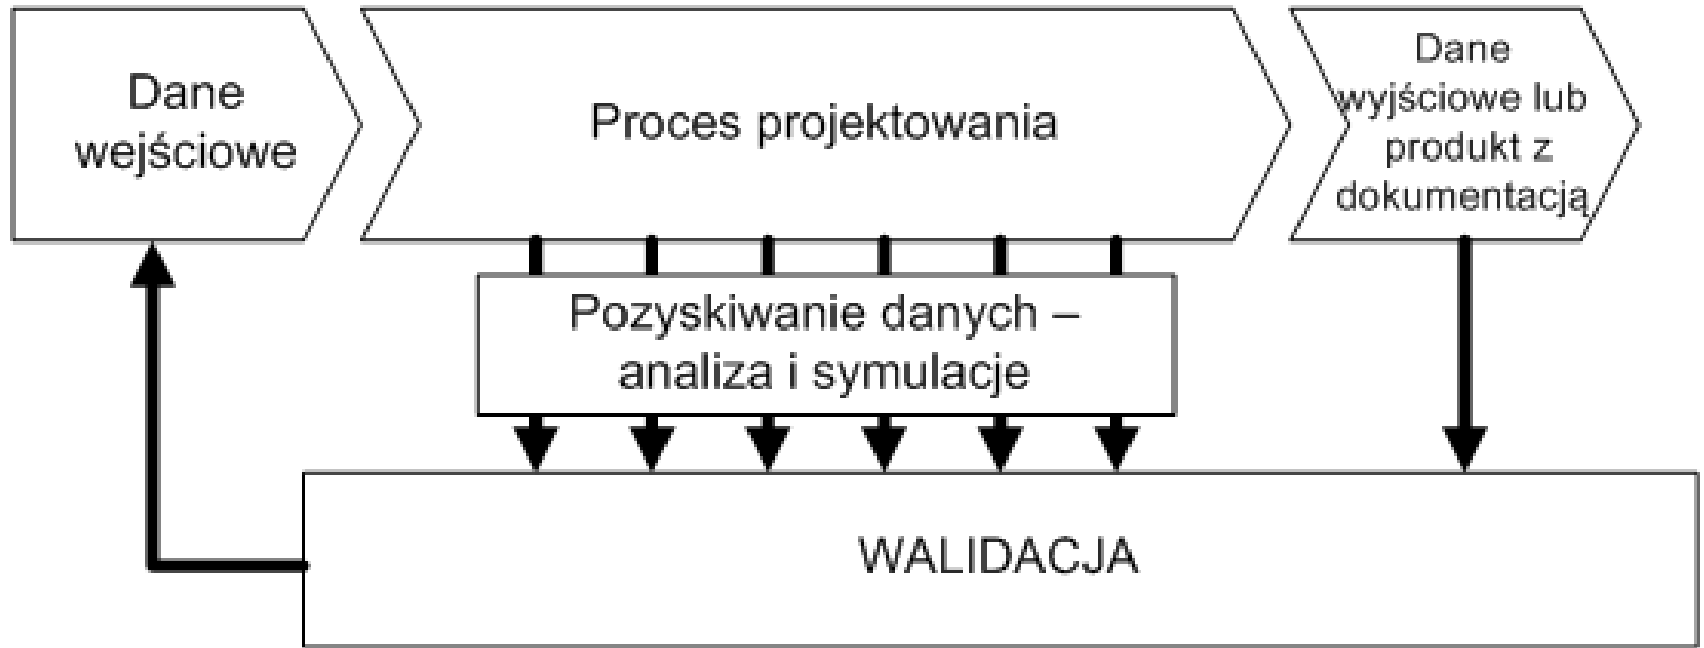 Dane
wejściowe
Proces projektowania
Dane
wyjściowe lub
produkt z
dokumentacją
Pozyskiwanie danych –
analiza i symulacje
WALIDACJA